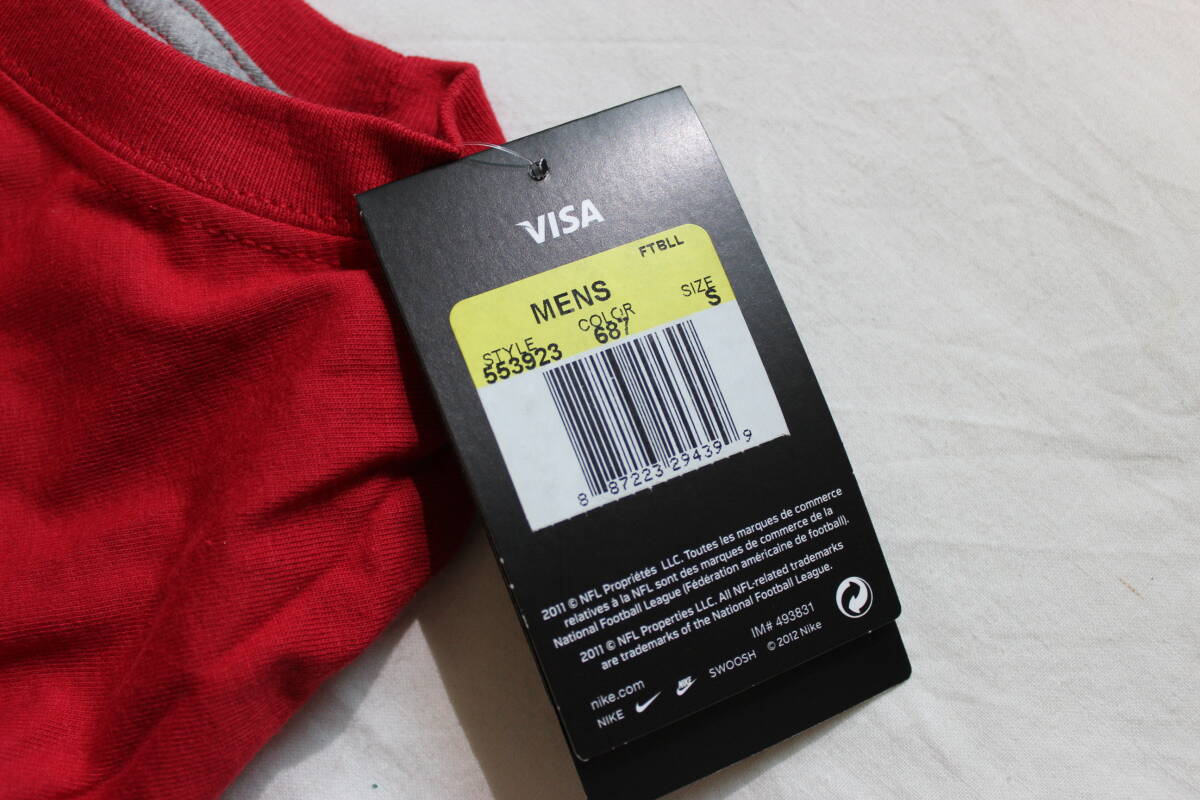 VISA
FTBLL
MENS
STYLE COLOR SIZE
553923 687 S
8 87223 29439 9
2011 © NFL Propriétés LLC. Toutes les marques de commerce
relatives à la NFL sont des marques de commerce de la
National Football League (Fédération américaine de football).
2011 © NFL Properties LLC. All NFL-related trademarks
are trademarks of the National Football League.
IM# 493831
nike.com
NIKE NIKE SWOOSH © 2012 Nike